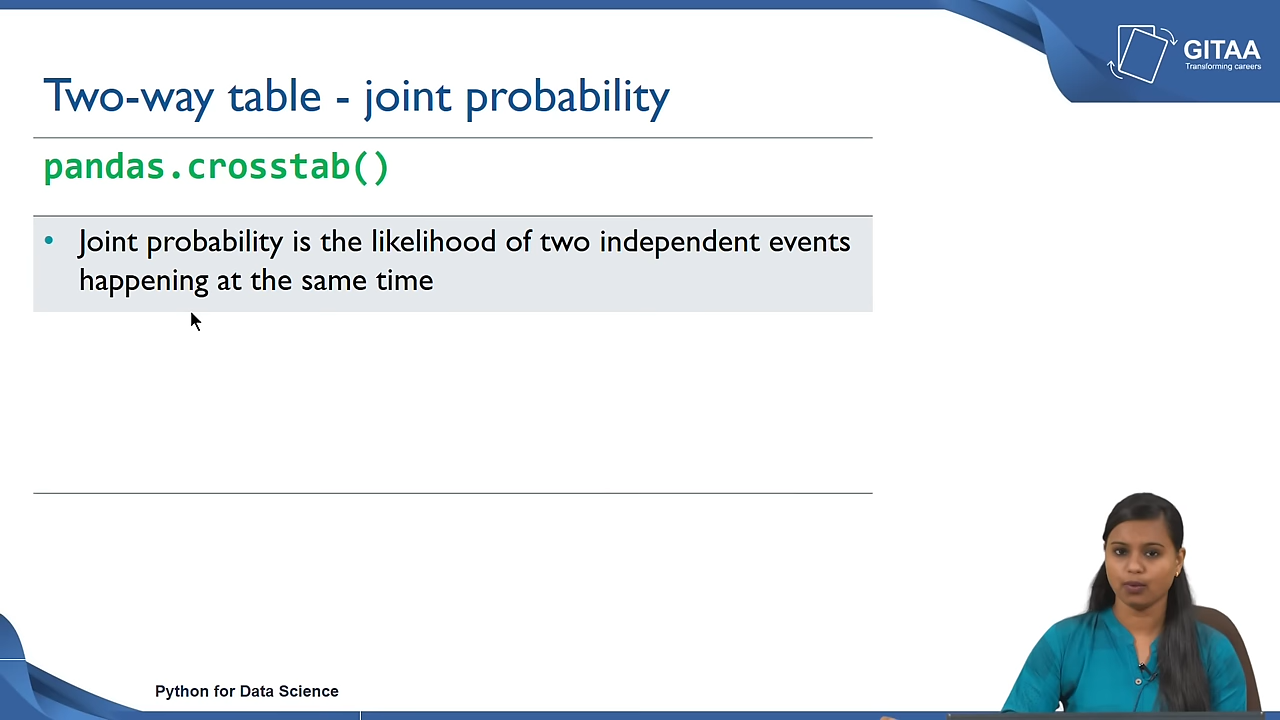 GITAA
Transforming careers
Two-way table - joint probability
pandas.crosstab()
• Joint probability is the likelihood of two independent events
happening at the same time
Python for Data Science